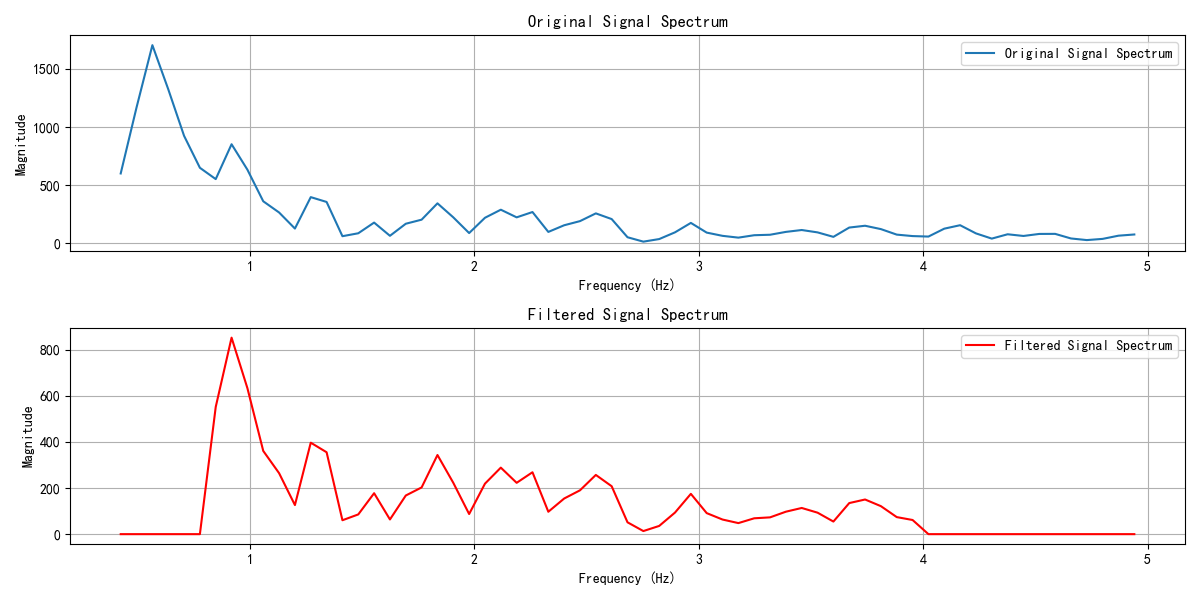 Original Signal Spectrum
Original Signal Spectrum
Magnitude
1500
1000
500
0
1 2 3 4 5
Frequency (Hz)
Filtered Signal Spectrum
Filtered Signal Spectrum
Magnitude
800
600
400
200
0
1 2 3 4 5
Frequency (Hz)